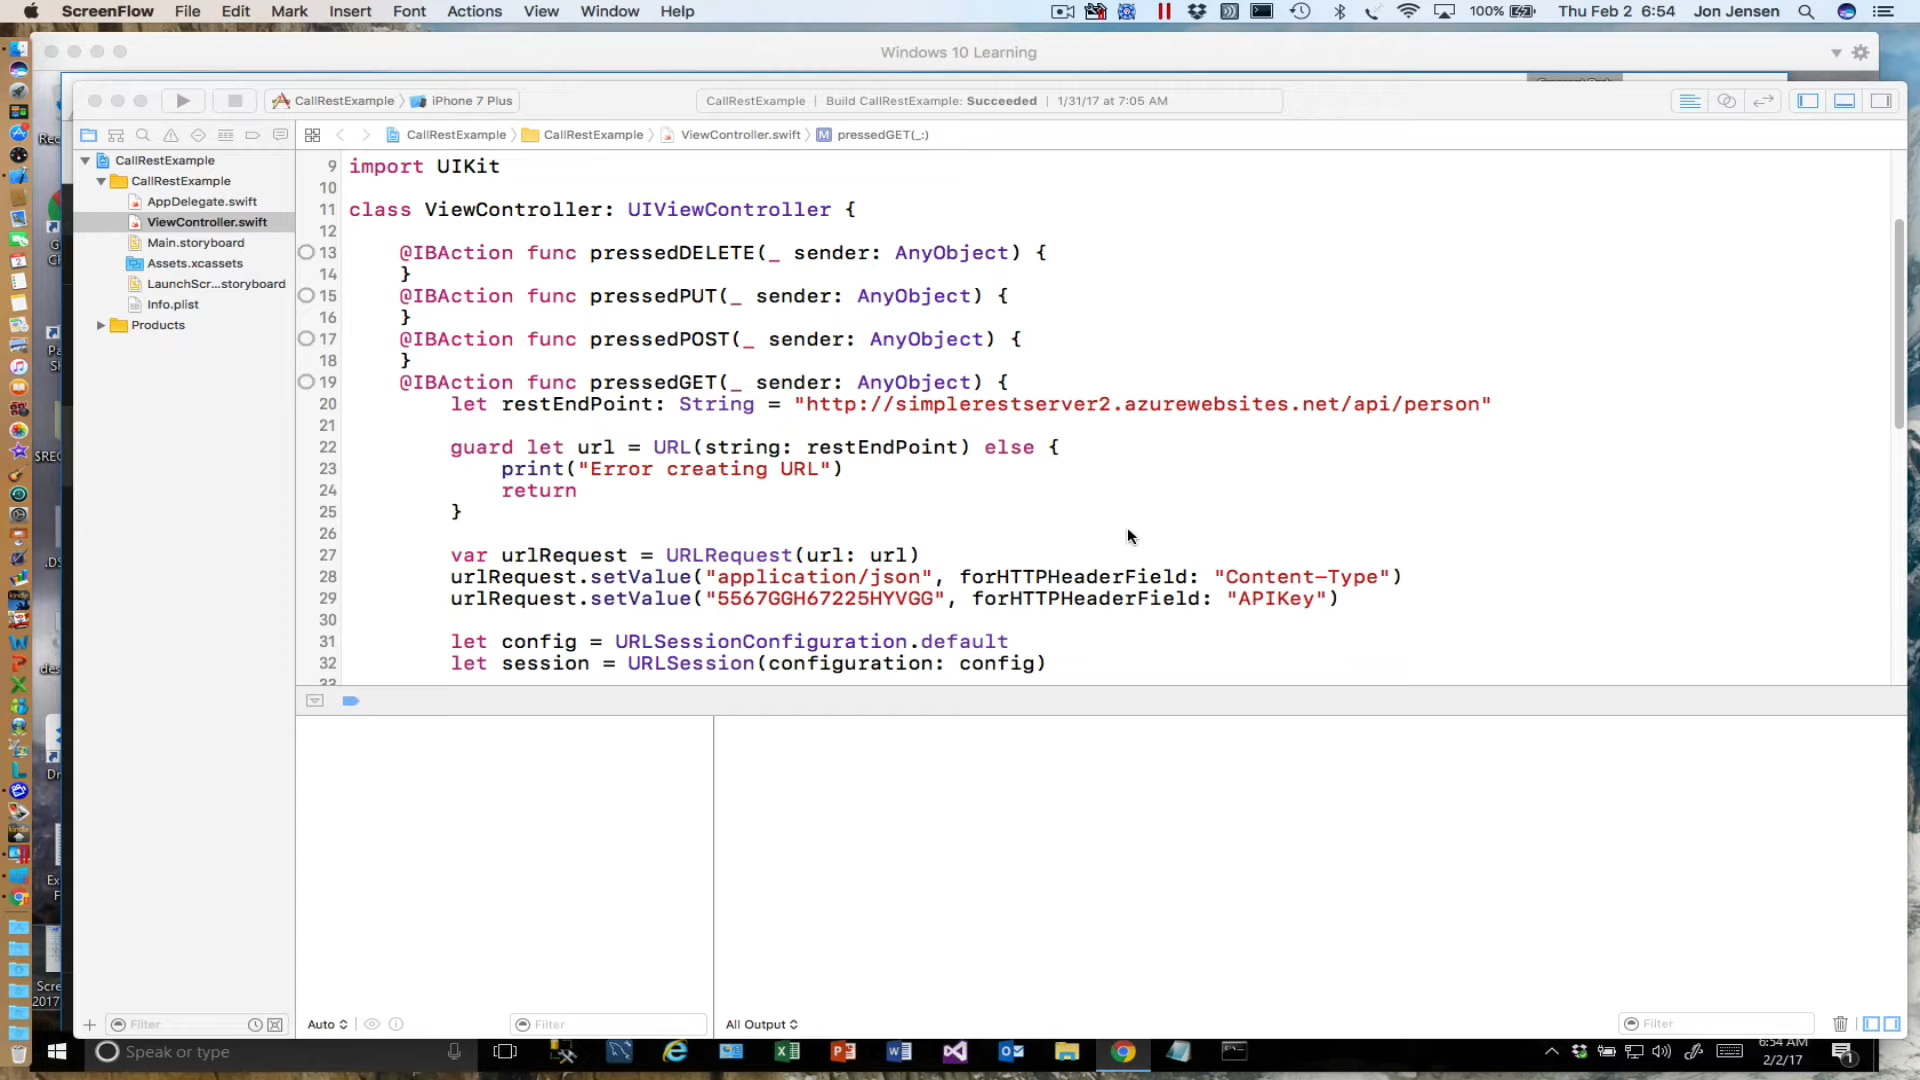 ScreenFlow File Edit Mark Insert Font Actions View Window Help 100% Thu Feb 2 6:54 Jon Jensen
Windows 10 Learning
CallRestExample iPhone 7 Plus CallRestExample Build CallRestExample: Succeeded 1/31/17 at 7:05 AM
CallRestExample CallRestExample ViewController.swift M pressedGET(_:)
CallRestExample
CallRestExample
AppDelegate.swift
ViewController.swift
Main.storyboard
Assets.xcassets
LaunchScr...storyboard
Info.plist
Products
9 import UIKit
10
11 class ViewController: UIViewController {
12
13 @IBAction func pressedDELETE(_ sender: AnyObject) {
14 }
15 @IBAction func pressedPUT(_ sender: AnyObject) {
16 }
17 @IBAction func pressedPOST(_ sender: AnyObject) {
18 }
19 @IBAction func pressedGET(_ sender: AnyObject) {
20 let restEndPoint: String = "http://simplerestserver2.azurewebsites.net/api/person"
21
22 guard let url = URL(string: restEndPoint) else {
23 print("Error creating URL")
24 return
25 }
26
27 var urlRequest = URLRequest(url: url)
28 urlRequest.setValue("application/json", forHTTPHeaderField: "Content-Type")
29 urlRequest.setValue("5567GGH67225HYVGG", forHTTPHeaderField: "APIKey")
30
31 let config = URLSessionConfiguration.default
32 let session = URLSession(configuration: config)
33
Filter
Auto
Filter
All Output
Filter
Speak or type
6:54 AM
2/2/17
1